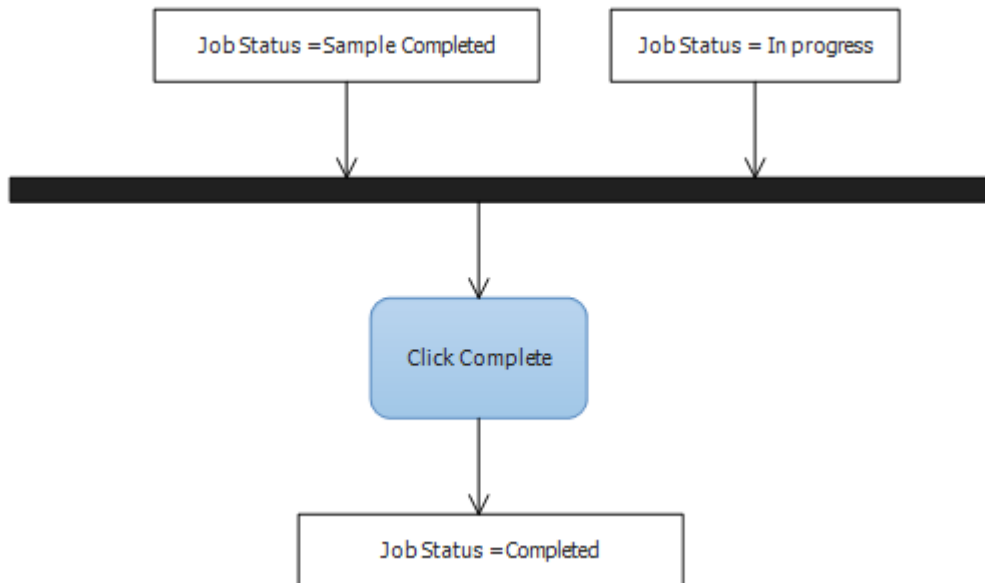 Job Status =Sample Completed
Job Status = In progress
Click Complete
Job Status =Completed